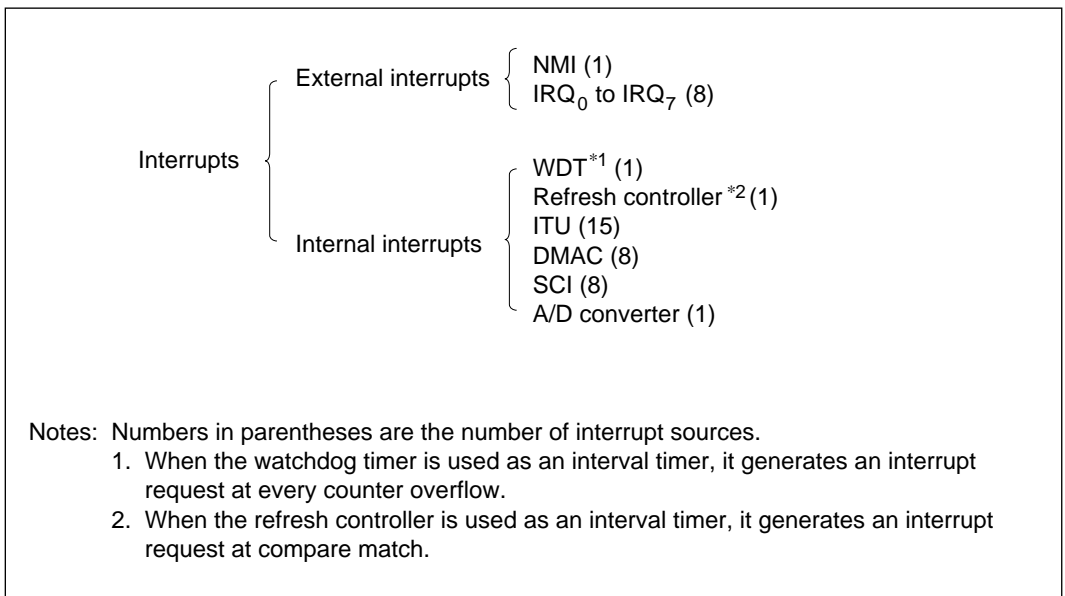 External interrupts
NMI (1)
IRQ0 to IRQ7 (8)
Interrupts
Internal interrupts
WDT*1 (1)
Refresh controller *2 (1)
ITU (15)
DMAC (8)
SCI (8)
A/D converter (1)
Notes: Numbers in parentheses are the number of interrupt sources.
1. When the watchdog timer is used as an interval timer, it generates an interrupt
request at every counter overflow.
2. When the refresh controller is used as an interval timer, it generates an interrupt
request at compare match.